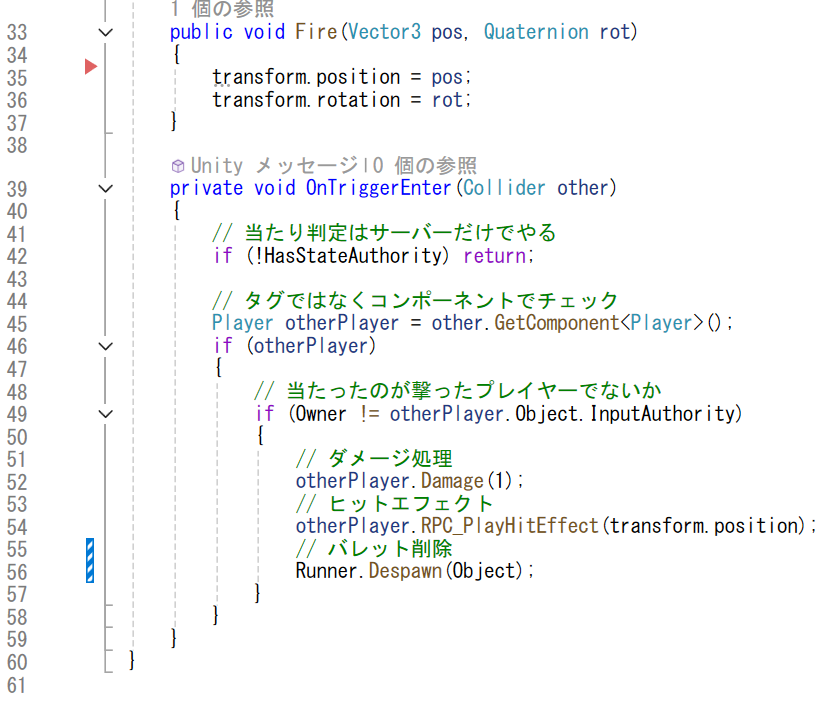 1 個の参照
33 public void Fire(Vector3 pos, Quaternion rot)
34 {
35 transform.position = pos;
36 transform.rotation = rot;
37 }
38
Unity メッセージ|0 個の参照
39 private void OnTriggerEnter(Collider other)
40 {
41 // 当たり判定はサーバーだけでやる
42 if (!HasStateAuthority) return;
43
44 // タグではなくコンポーネントでチェック
45 Player otherPlayer = other.GetComponent<Player>();
46 if (otherPlayer)
47 {
48 // 当たったのが撃ったプレイヤーでないか
49 if (Owner != otherPlayer.Object.InputAuthority)
50 {
51 // ダメージ処理
52 otherPlayer.Damage(1);
53 // ヒットエフェクト
54 otherPlayer.RPC_PlayHitEffect(transform.position);
55 // バレット削除
56 Runner.Despawn(Object);
57 }
58 }
59 }
60 }
61